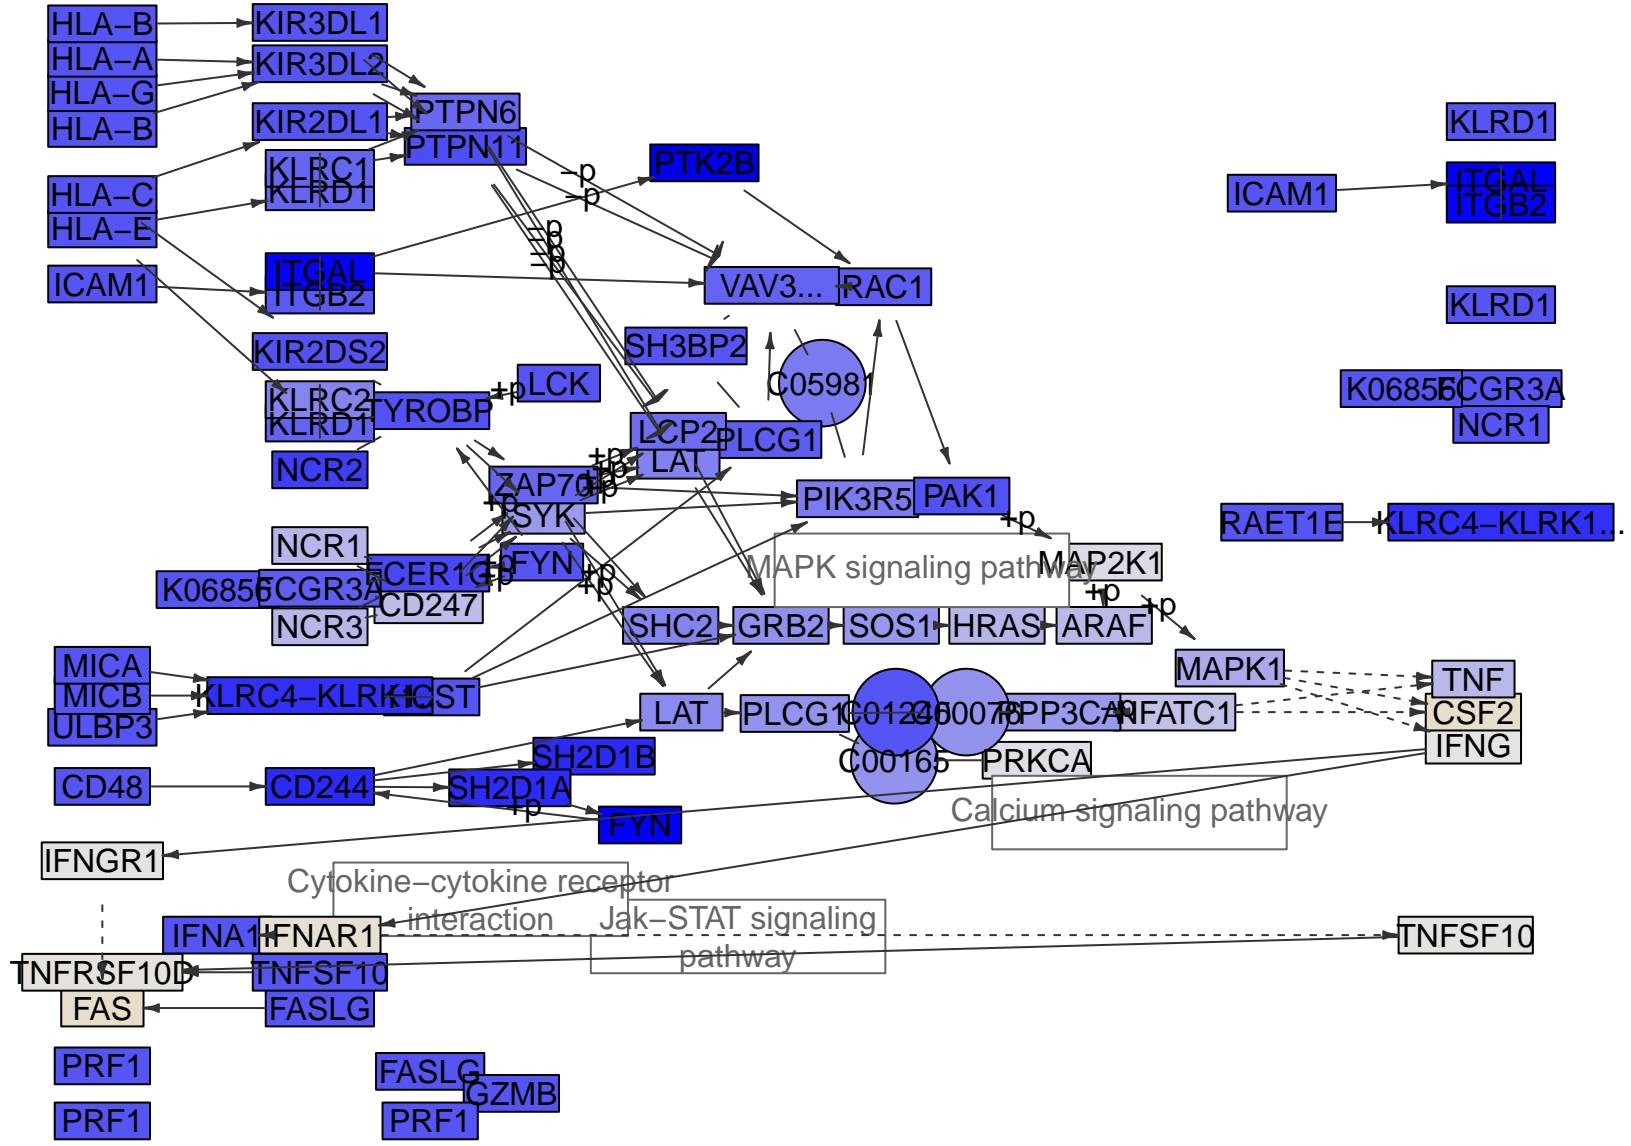 HLA−B
KIR3DL1
HLA−A
KIR3DL2
HLA−G
HLA−B
PTPN6
KIR2DL1
KLRD1
PTPN11
PTK2B
KLRC1
−p
ITGAL
KLRD1
HLA−C
ICAM1
ITGB2
−p
HLA−E
−p
−p
−p
−p
ITGAL
ICAM1
ITGB2
VAV3...
RAC1
KLRD1
KIR2DS2
SH3BP2
LCK
C05981
+p
K06856
FCGR3A
KLRC2
TYROBP
KLRD1
NCR1
LCP2
PLCG1
LAT
NCR2
+p
+p
+p
+p
ZAP70
PIK3R5
PAK1
+p
SYK
+p
RAET1E
KLRC4−KLRK1...
NCR1
FYN
MAP2K1
+p
+p
MAPK signaling pathway
FCER1G
+p
+p
K06856
FCGR3A
CD247
+p
+p
NCR3
SHC2
GRB2
SOS1
HRAS
ARAF
MICA
MAPK1
TNF
MICB
KLRC4−KLRK1...
HCST
LAT
PLCG1
C01245
C00076
PPP3CA
−p
NFATC1
CSF2
ULBP3
IFNG
SH2D1B
C00165
PRKCA
CD48
CD244
SH2D1A
+p
FYN
Calcium signaling pathway
IFNGR1
Cytokine−cytokine receptor
interaction
Jak−STAT signaling
pathway
IFNA1
IFNAR1
TNFSF10
TNFRSF10D
TNFSF10
FAS
FASLG
PRF1
FASLG
GZMB
PRF1
PRF1